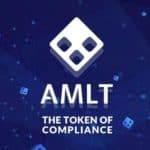 AMLT
THE TOKEN OF
COMPLIANCE